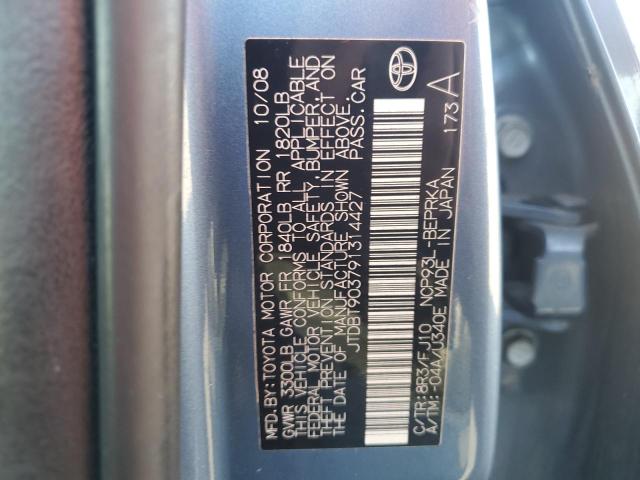 MFD.BY:TOYOTA MOTOR CORPORATION 10/08
GVWR 3300LB GAWR FR 1840LB RR 1820LB
THIS VEHICLE CONFORMS TO ALL APPLICABLE
FEDERAL MOTOR VEHICLE SAFETY, BUMPER, AND
THEFT PREVENTION STANDARDS IN EFFECT ON
THE DATE OF MANUFACTURE SHOWN ABOVE.
JTDBT903791314427 PASS.CAR
C/TR:8R3/FJ10 NCP93L-BEPRKA
A/TM:-04A/U340E MADE IN JAPAN 173A